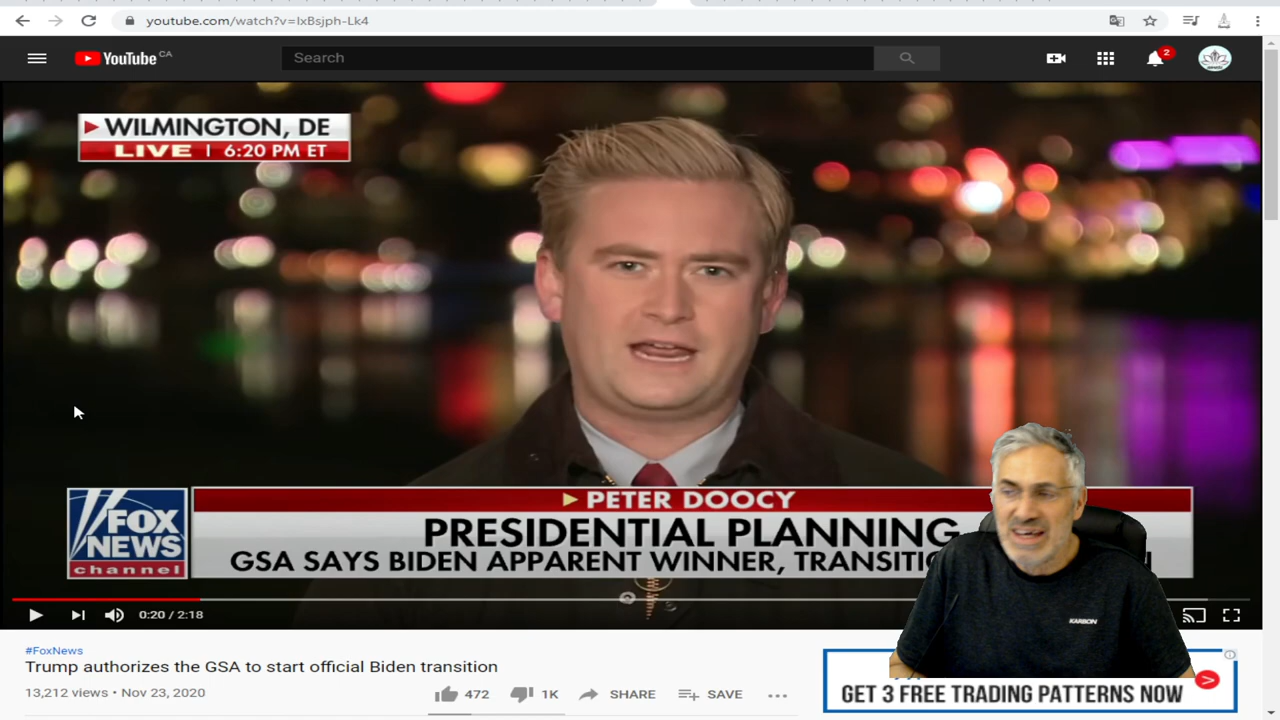 youtube.com/watch?v=IxBsjph-Lk4
YouTube CA
Search
2
WILMINGTON, DE
LIVE | 6:20 PM ET
PETER DOOCY
PRESIDENTIAL PLANNING
GSA SAYS BIDEN APPARENT WINNER,
FOX
NEWS
channel
KARBON
0:20 / 2:18
#FoxNews
Trump authorizes the GSA to start official Biden transition
13,212 views • Nov 23, 2020
472
1K
SHARE
SAVE
GET 3 FREE TRADING PATTERNS NOW